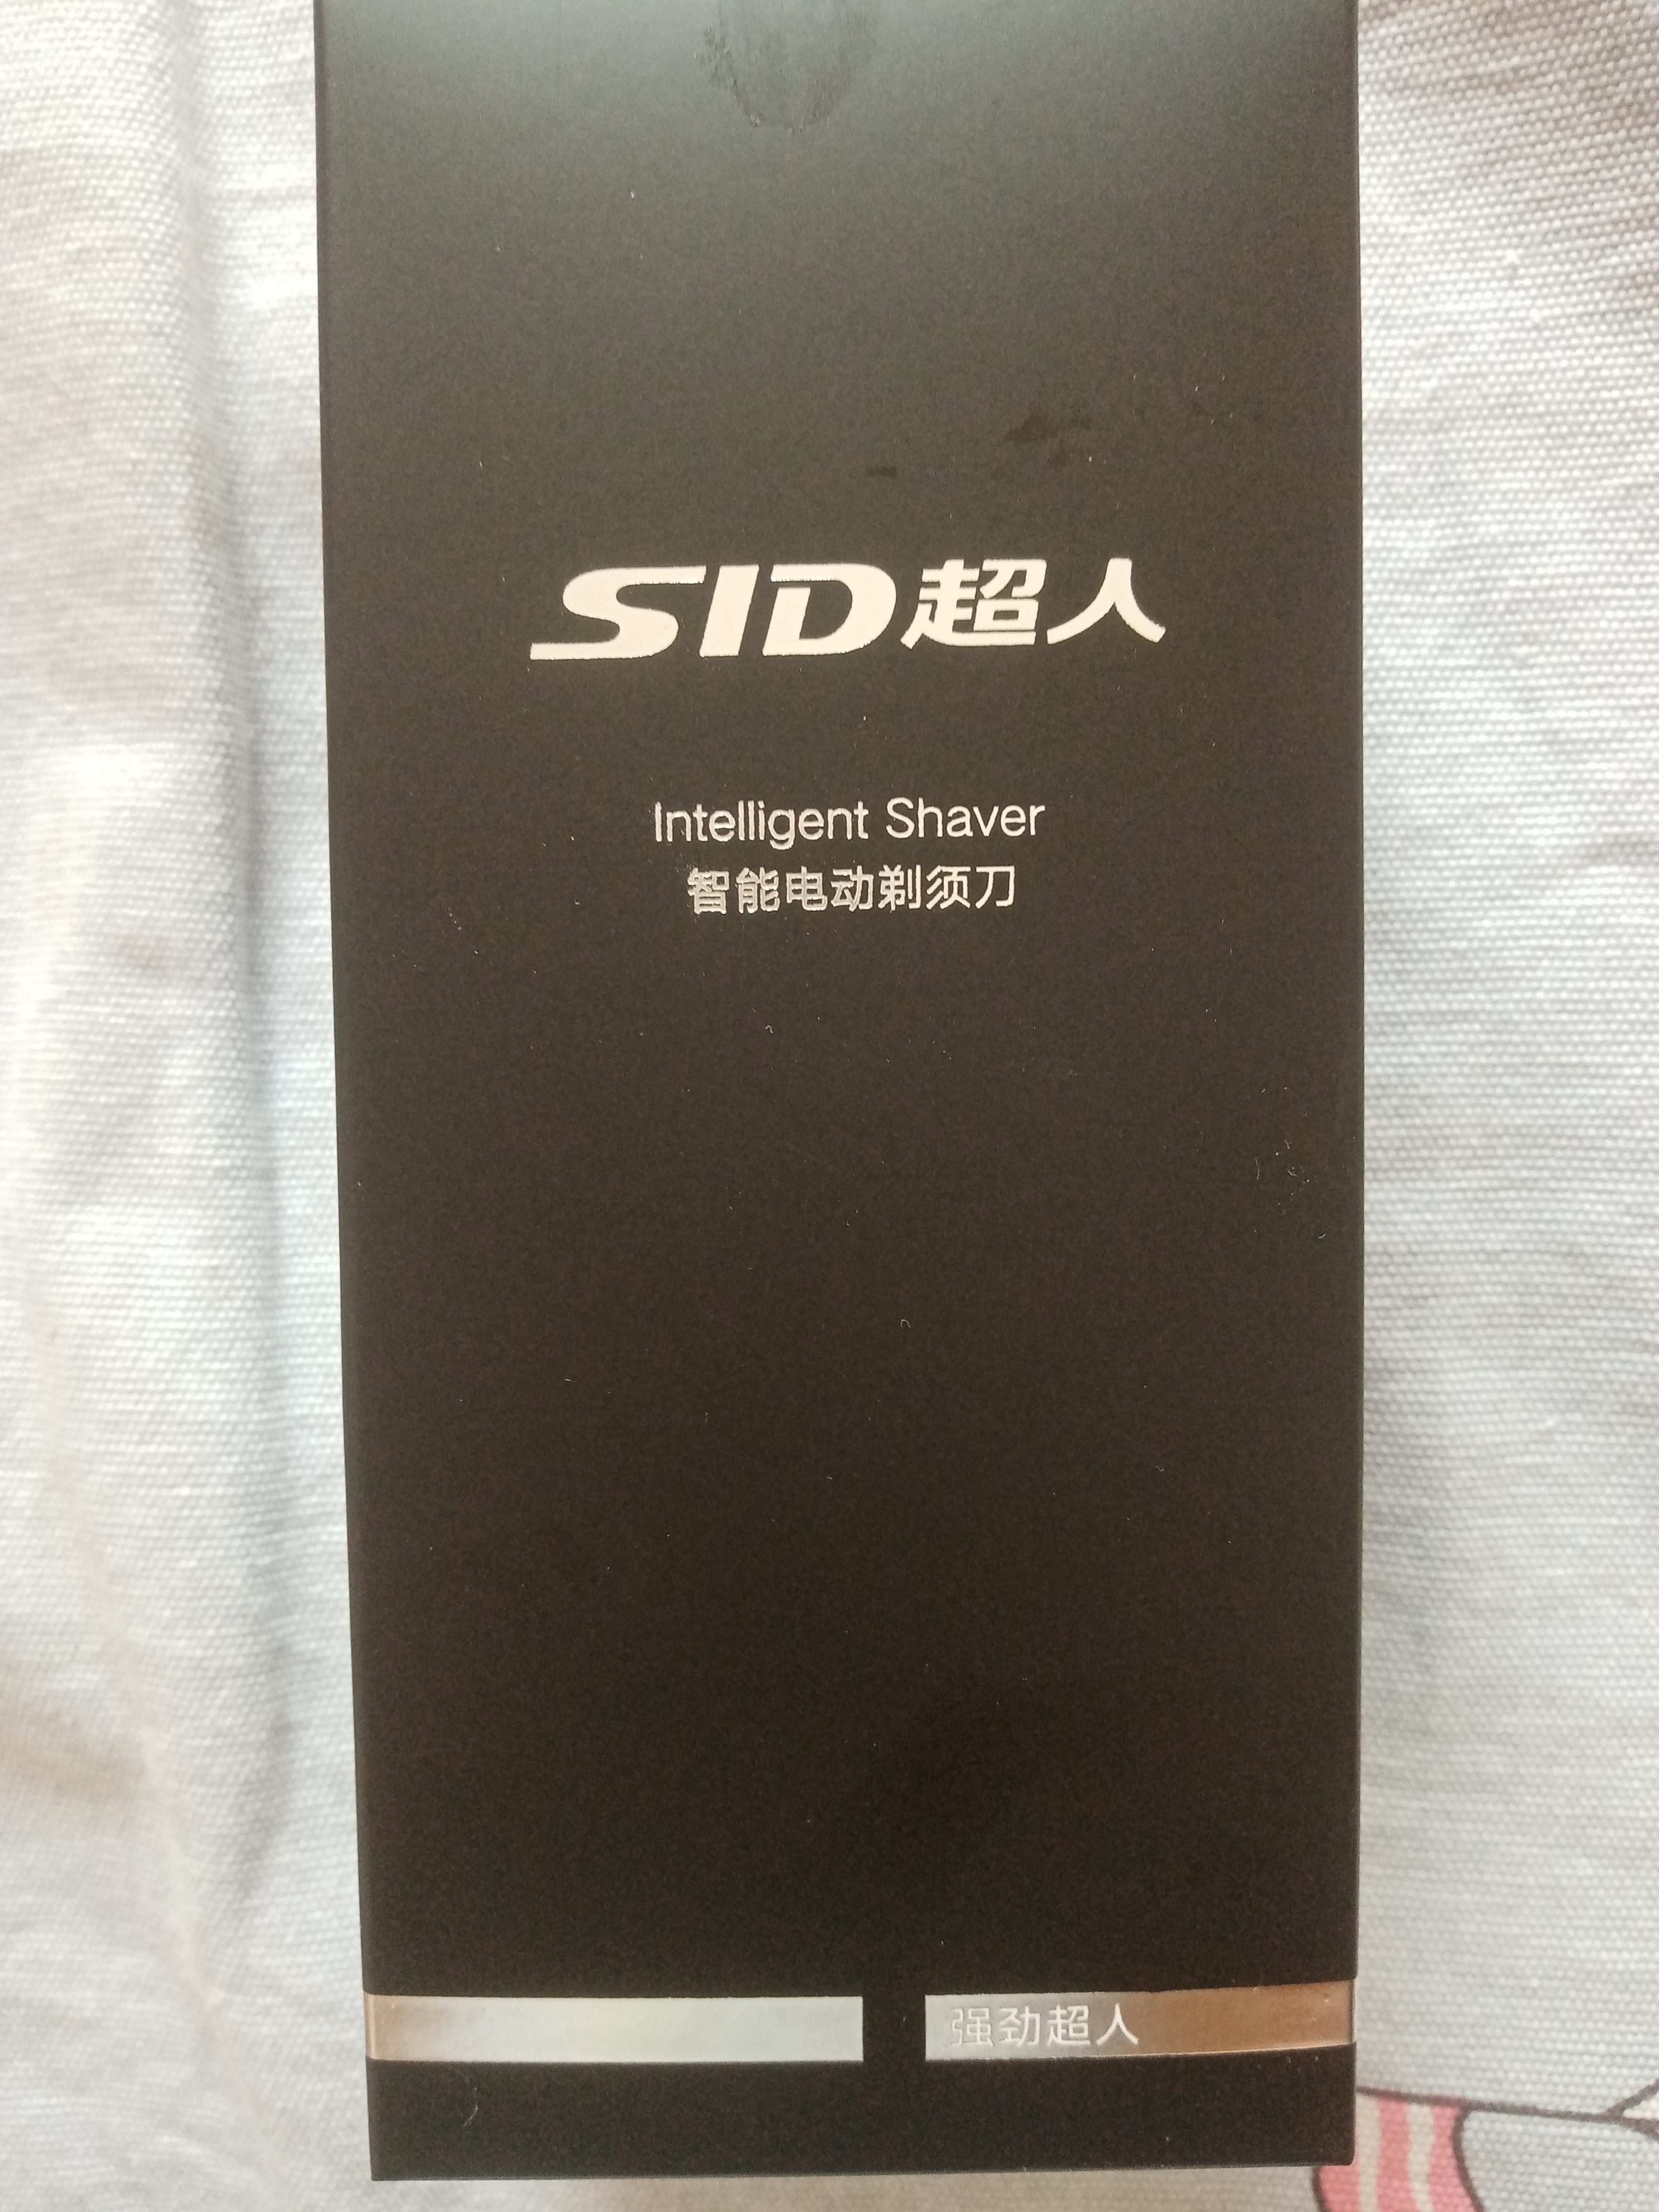 SID超人
Intelligent Shaver
智能电动剃须刀
强劲超人